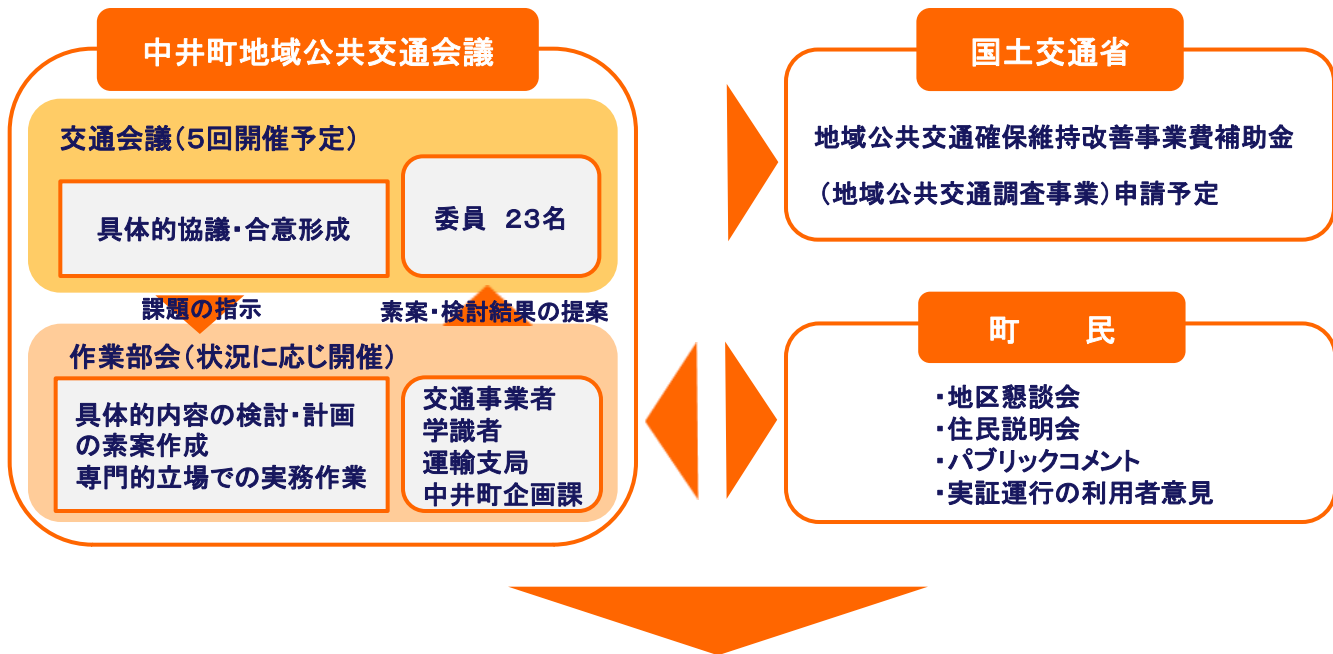 中井町地域公共交通会議
交通会議(5回開催予定)
具体的協議・合意形成
委員 23名
課題の指示
素案・検討結果の提案
作業部会(状況に応じ開催)
具体的内容の検討・計画
の素案作成
専門的立場での実務作業
交通事業者
学識者
運輸支局
中井町企画課
国土交通省
地域公共交通確保維持改善事業費補助金
(地域公共交通調査事業)申請予定
町 民
・地区懇談会
・住民説明会
・パブリックコメント
・実証運行の利用者意見